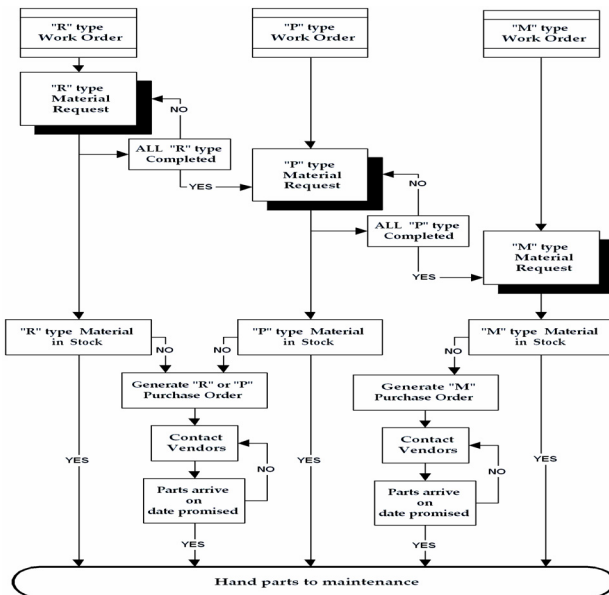 "R" type
Work Order
"P" type
Work Order
"M" type
Work Order
"R" type
Material
Request
NO
ALL "R" type
Completed
YES
"P" type
Material
Request
NO
ALL "P" type
Completed
YES
"M" type
Material
Request
"R" type Material
in Stock
"P" type Material
in Stock
"M" type Material
in Stock
NO
NO
NO
Generate "R" or "P"
Purchase Order
Generate "M"
Purchase Order
Contact
Vendors
Contact
Vendors
YES
NO
YES
NO
YES
Parts arrive
on
date promised
Parts arrive
on
date promised
YES
YES
Hand parts to maintenance